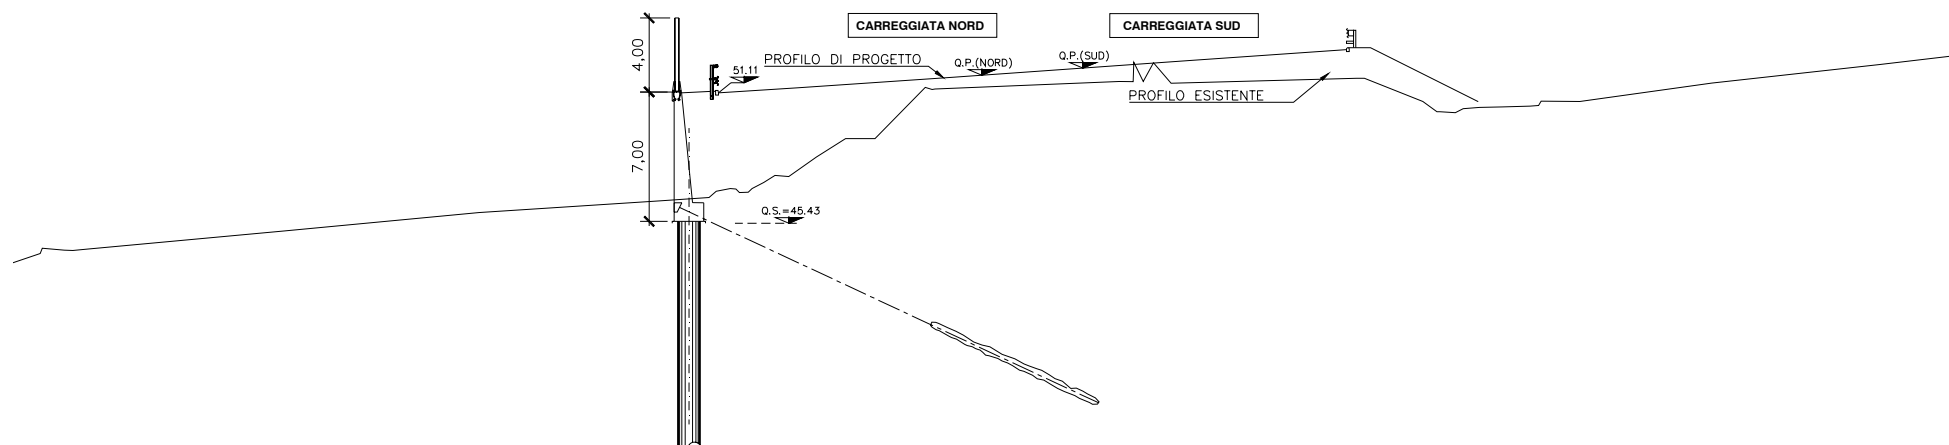 CARREGGIATA NORD
CARREGGIATA SUD
4,00
PROFILO DI PROGETTO
Q.P.(NORD)
Q.P.(SUD)
51.11
PROFILO ESISTENTE
7,00
Q.S.=45.43